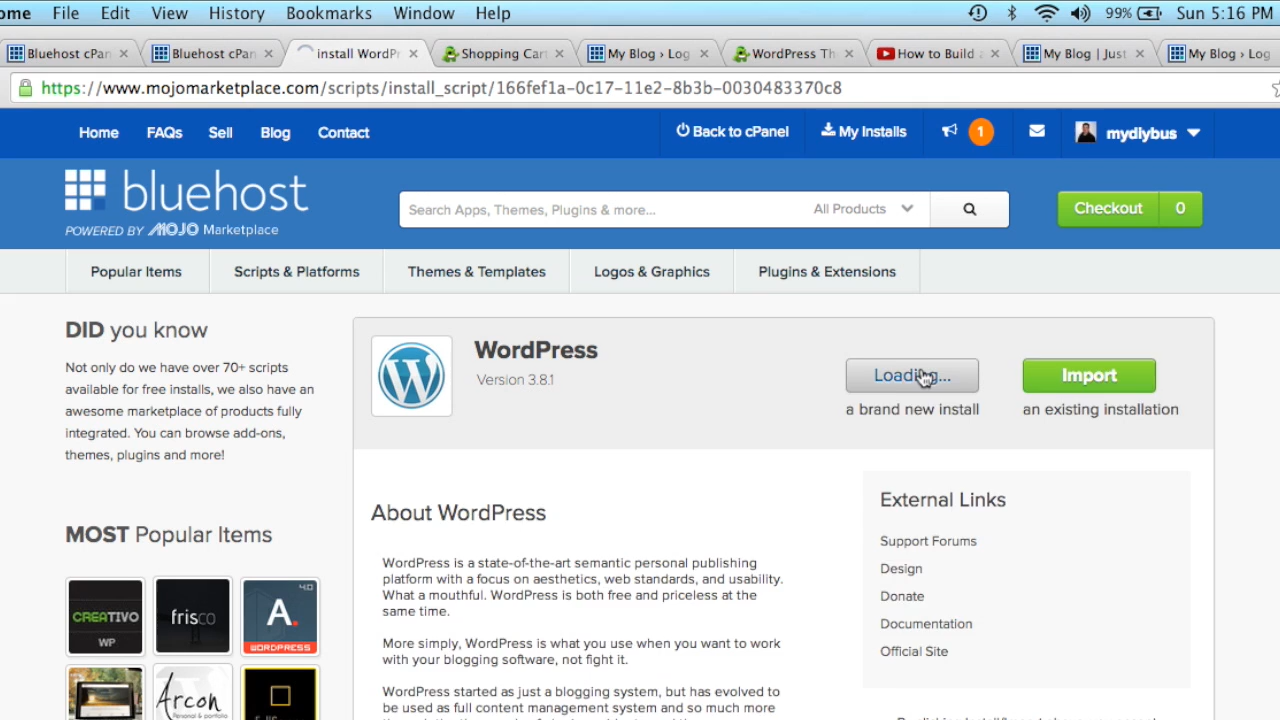 ome File Edit View History Bookmarks Window Help 99% Sun 5:16 PM
Bluehost cPan Bluehost cPan install WordPr Shopping Cart My Blog › Log WordPress Th How to Build a My Blog | Just My Blog › Log
https://www.mojomarketplace.com/scripts/install_script/166fef1a-0c17-11e2-8b3b-0030483370c8
Home FAQs Sell Blog Contact Back to cPanel My Installs 1 mydiybus
bluehost
POWERED BY MOJO Marketplace
Search Apps, Themes, Plugins & more... All Products Checkout 0
Popular Items Scripts & Platforms Themes & Templates Logos & Graphics Plugins & Extensions
DID you know
Not only do we have over 70+ scripts
available for free installs, we also have an
awesome marketplace of products fully
integrated. You can browse add-ons,
themes, plugins and more!
MOST Popular Items
CREATIVO
WP
frisco
4.0
A.
WORDPRESS
Arcon
Personal & portfolio
WordPress
Version 3.8.1
Loading...
a brand new install
Import
an existing installation
About WordPress
WordPress is a state-of-the-art semantic personal publishing
platform with a focus on aesthetics, web standards, and usability.
What a mouthful. WordPress is both free and priceless at the
same time.
More simply, WordPress is what you use when you want to work
with your blogging software, not fight it.
WordPress started as just a blogging system, but has evolved to
be used as full content management system and so much more
External Links
Support Forums
Design
Donate
Documentation
Official Site